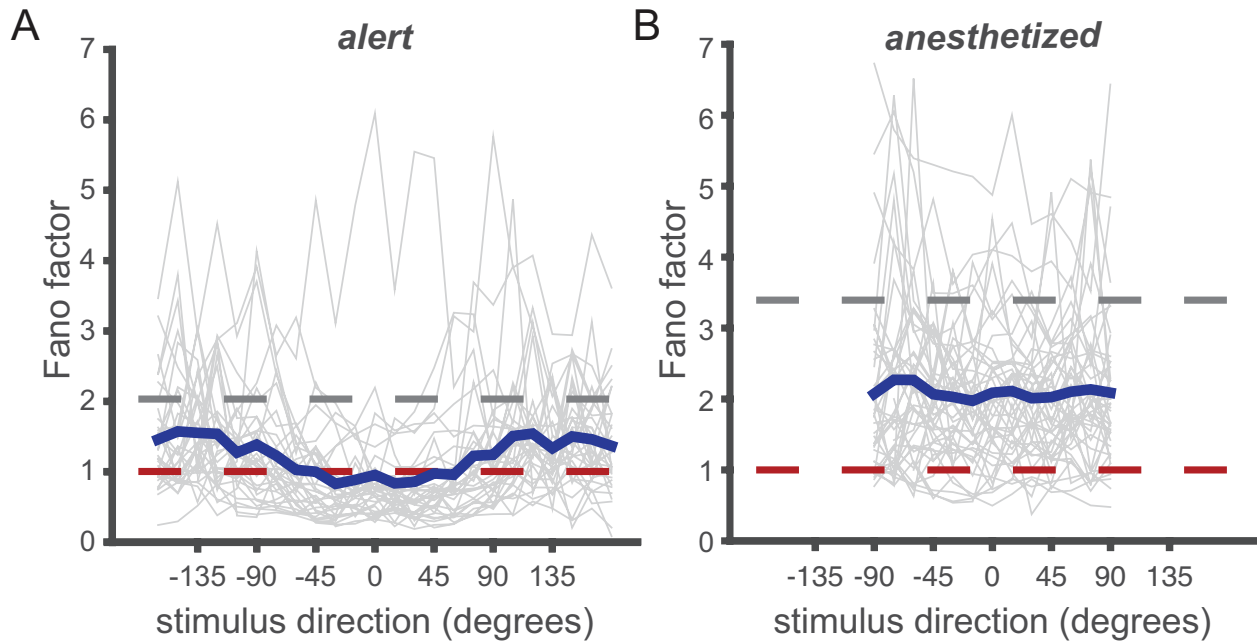 A
alert
7
6
5
4
3
2
1
0
Fano factor
-135 -90 -45 0 45 90 135
stimulus direction (degrees)
B
anesthetized
7
6
5
4
3
2
1
0
Fano factor
-135 -90 -45 0 45 90 135
stimulus direction (degrees)